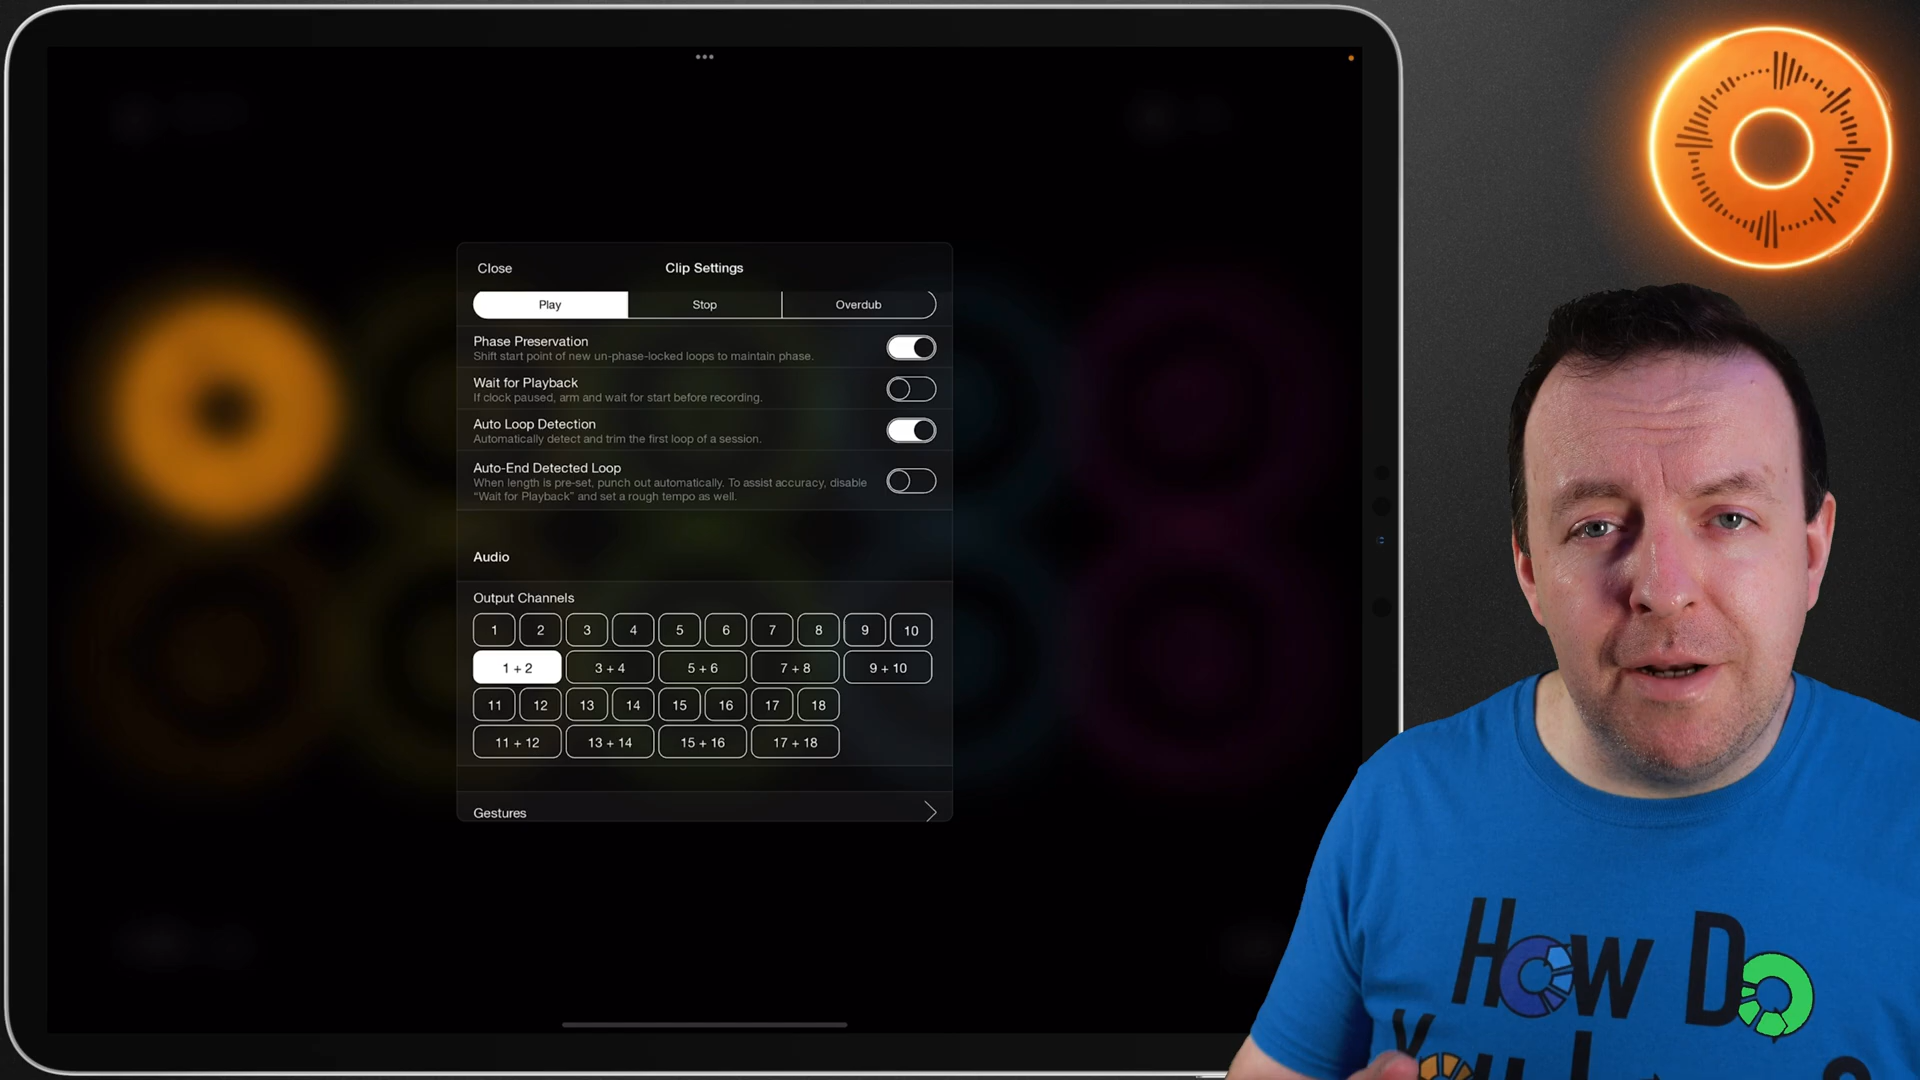 Close
Clip Settings
Play
Stop
Overdub
Phase Preservation
Shift start point of new un-phase-locked loops to maintain phase.
Wait for Playback
If clock paused, arm and wait for start before recording.
Auto Loop Detection
Automatically detect and trim the first loop of a session.
Auto-End Detected Loop
When length is pre-set, punch out automatically. To assist accuracy, disable
“Wait for Playback” and set a rough tempo as well.
Audio
Output Channels
1 2 3 4 5 6 7 8 9 10
1 + 2 3 + 4 5 + 6 7 + 8 9 + 10
11 12 13 14 15 16 17 18
11 + 12 13 + 14 15 + 16 17 + 18
Gestures
How Do